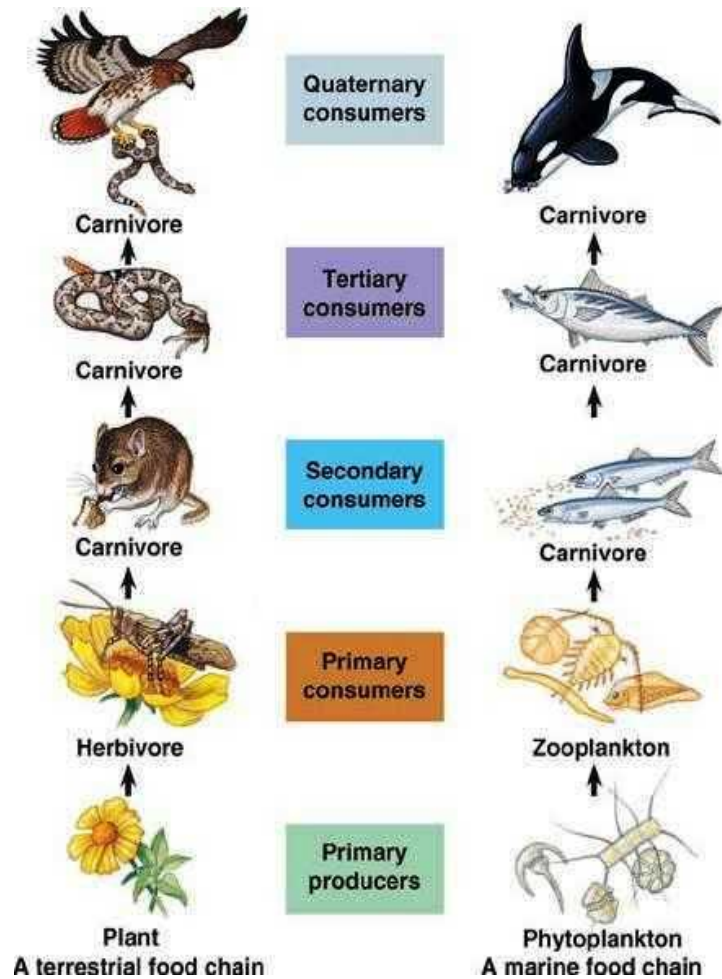 Quaternary
consumers
Carnivore
Carnivore
Tertiary
consumers
Carnivore
Carnivore
Secondary
consumers
Carnivore
Carnivore
Primary
consumers
Herbivore
Zooplankton
Primary
producers
Plant
Phytoplankton
A terrestrial food chain
A marine food chain